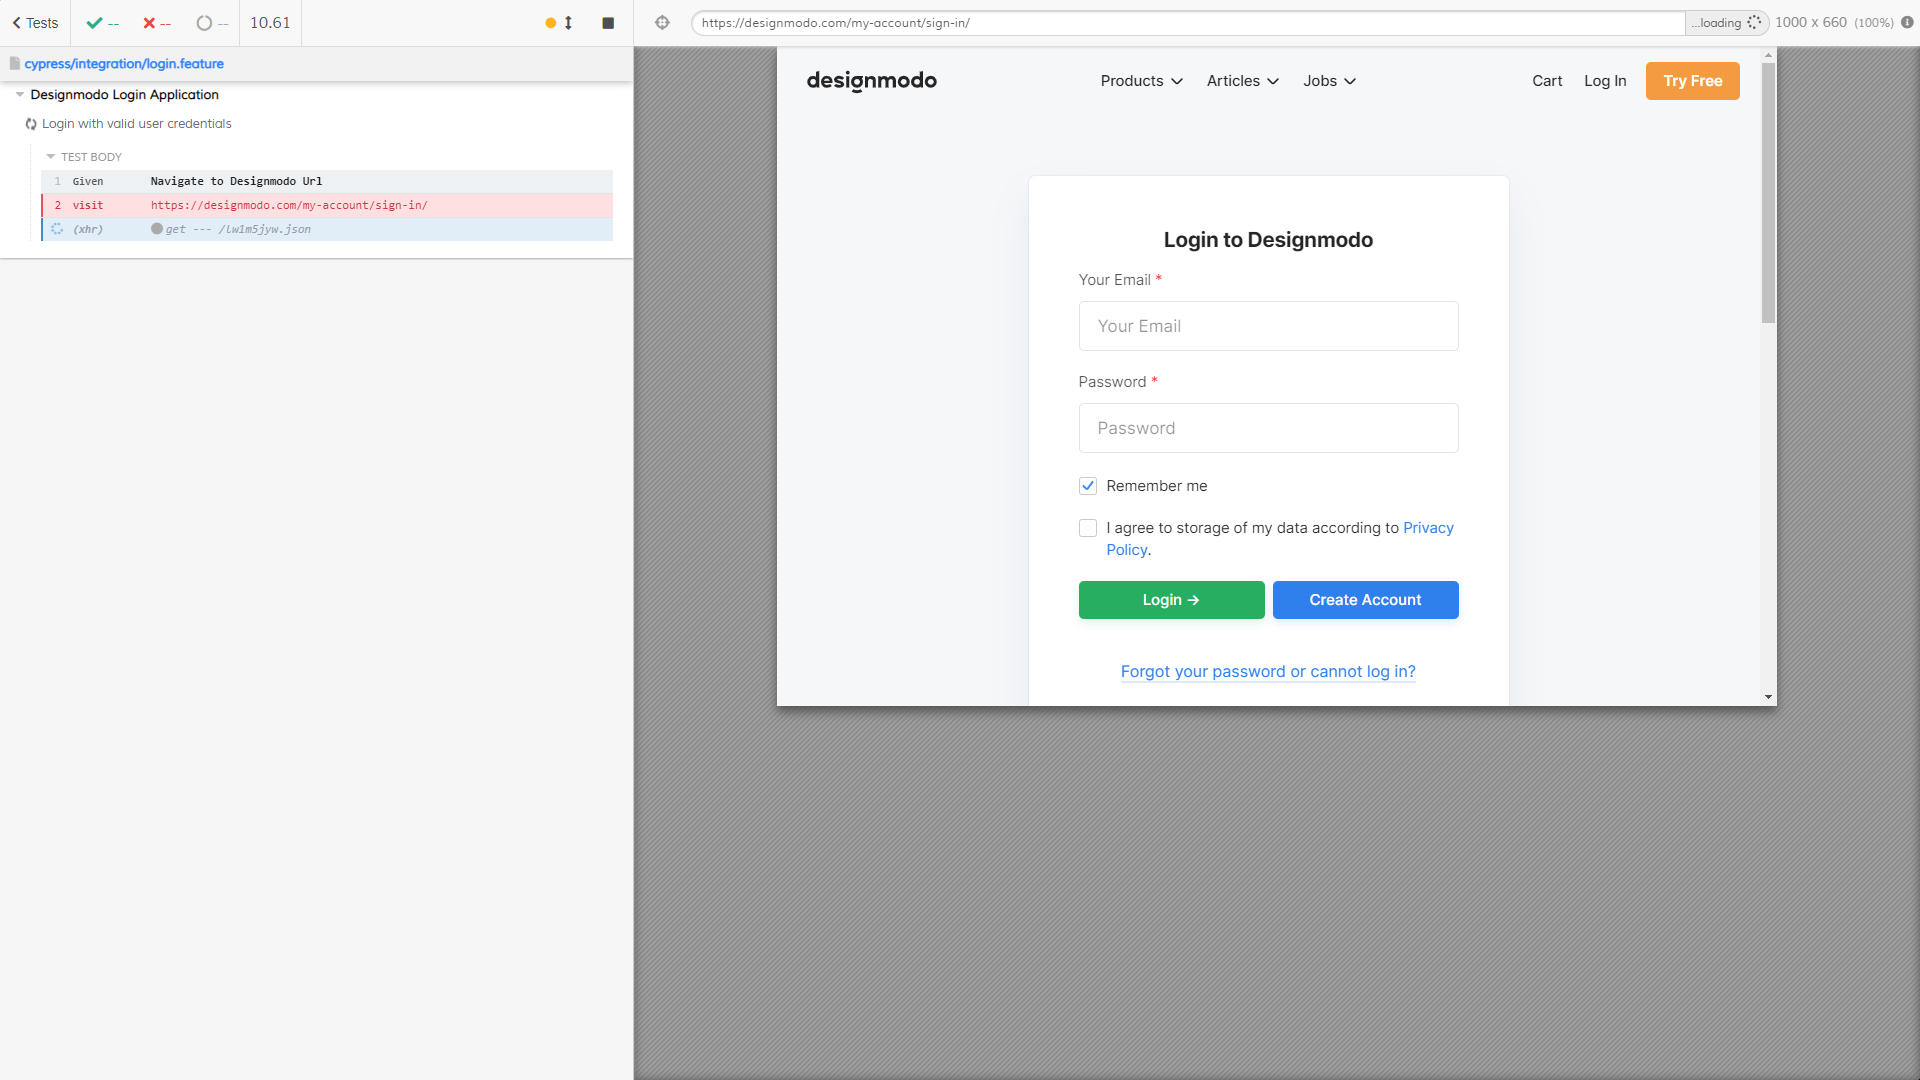 Tests
--
--
--
10.61
https://designmodo.com/my-account/sign-in/
...loading
1000 x 660 (100%)
cypress/integration/login.feature
Designmodo Login Application
Login with valid user credentials
TEST BODY
1 Given Navigate to Designmodo Url
2 visit https://designmodo.com/my-account/sign-in/
(xhr) get --- /lw1m5jyw.json
designmodo
Products
Articles
Jobs
Cart
Log In
Try Free
Login to Designmodo
Your Email *
Your Email
Password *
Password
Remember me
I agree to storage of my data according to Privacy
Policy.
Login →
Create Account
Forgot your password or cannot log in?